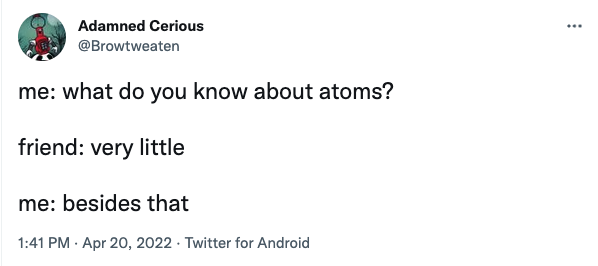 Adamned Cerious
@Browtweaten
me: what do you know about atoms?
friend: very little
me: besides that
1:41 PM · Apr 20, 2022 · Twitter for Android